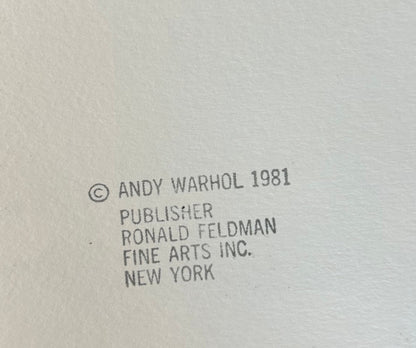 © ANDY WARHOL 1981
PUBLISHER
RONALD FELDMAN
FINE ARTS INC.
NEW YORK